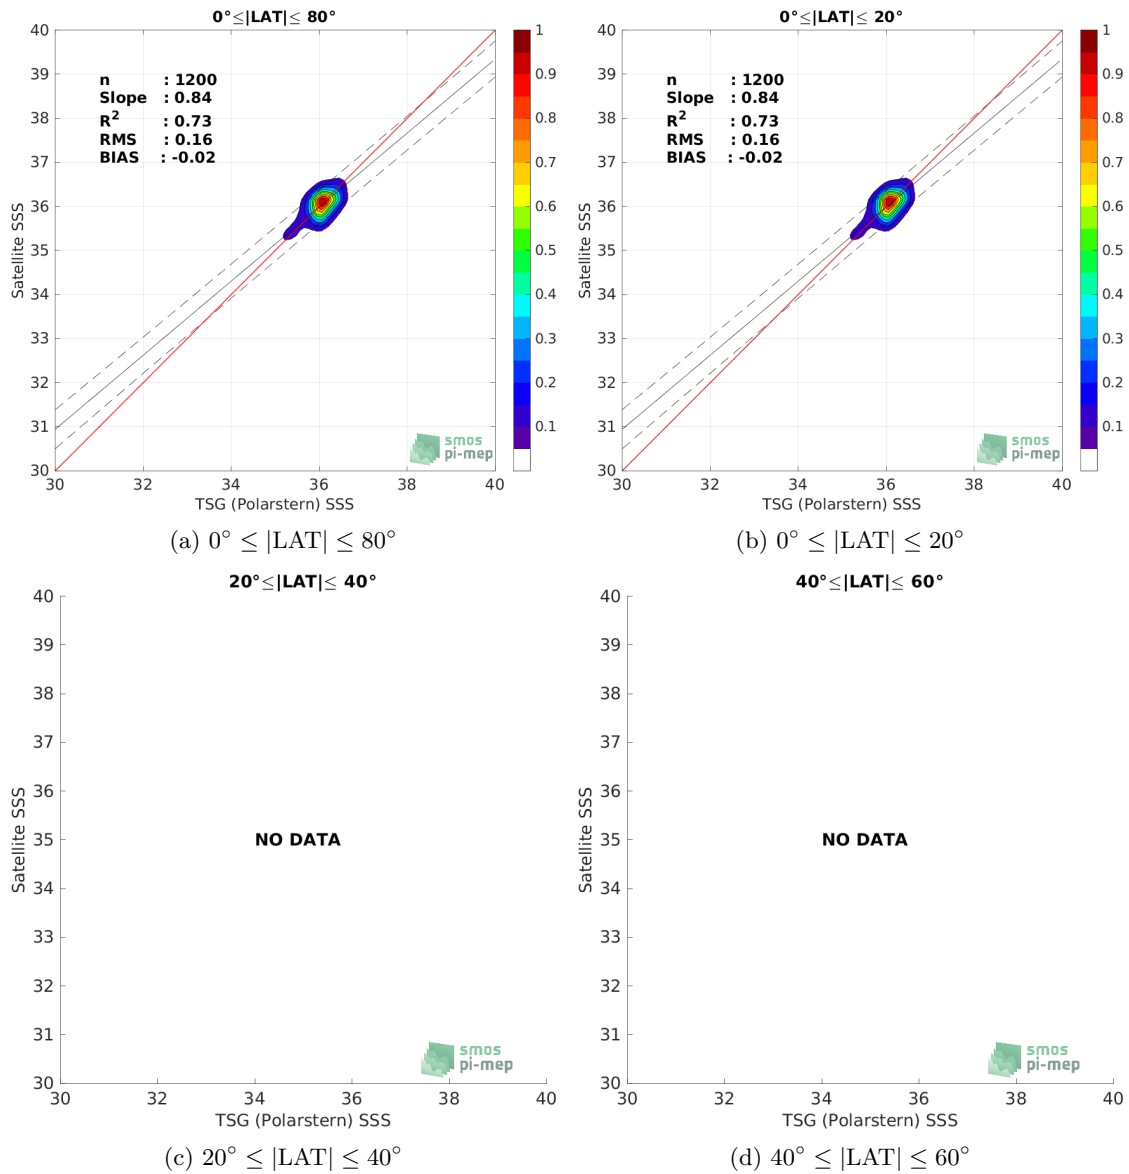 0°≤|LAT|≤ 80°
40
39
38
37
36
35
34
33
32
31
30
n : 1200
Slope : 0.84
R² : 0.73
RMS : 0.16
BIAS : -0.02
1
0.9
0.8
0.7
0.6
0.5
0.4
0.3
0.2
0.1
smos
pi-mep
30 32 34 36 38 40
Satellite SSS
TSG (Polarstern) SSS
(a) 0° ≤ |LAT| ≤ 80°
0°≤|LAT|≤ 20°
40
39
38
37
36
35
34
33
32
31
30
n : 1200
Slope : 0.84
R² : 0.73
RMS : 0.16
BIAS : -0.02
1
0.9
0.8
0.7
0.6
0.5
0.4
0.3
0.2
0.1
smos
pi-mep
30 32 34 36 38 40
Satellite SSS
TSG (Polarstern) SSS
(b) 0° ≤ |LAT| ≤ 20°
20°≤|LAT|≤ 40°
40
39
38
37
36
35
34
33
32
31
30
NO DATA
smos
pi-mep
30 32 34 36 38 40
Satellite SSS
TSG (Polarstern) SSS
(c) 20° ≤ |LAT| ≤ 40°
40°≤|LAT|≤ 60°
40
39
38
37
36
35
34
33
32
31
30
NO DATA
smos
pi-mep
30 32 34 36 38 40
Satellite SSS
TSG (Polarstern) SSS
(d) 40° ≤ |LAT| ≤ 60°